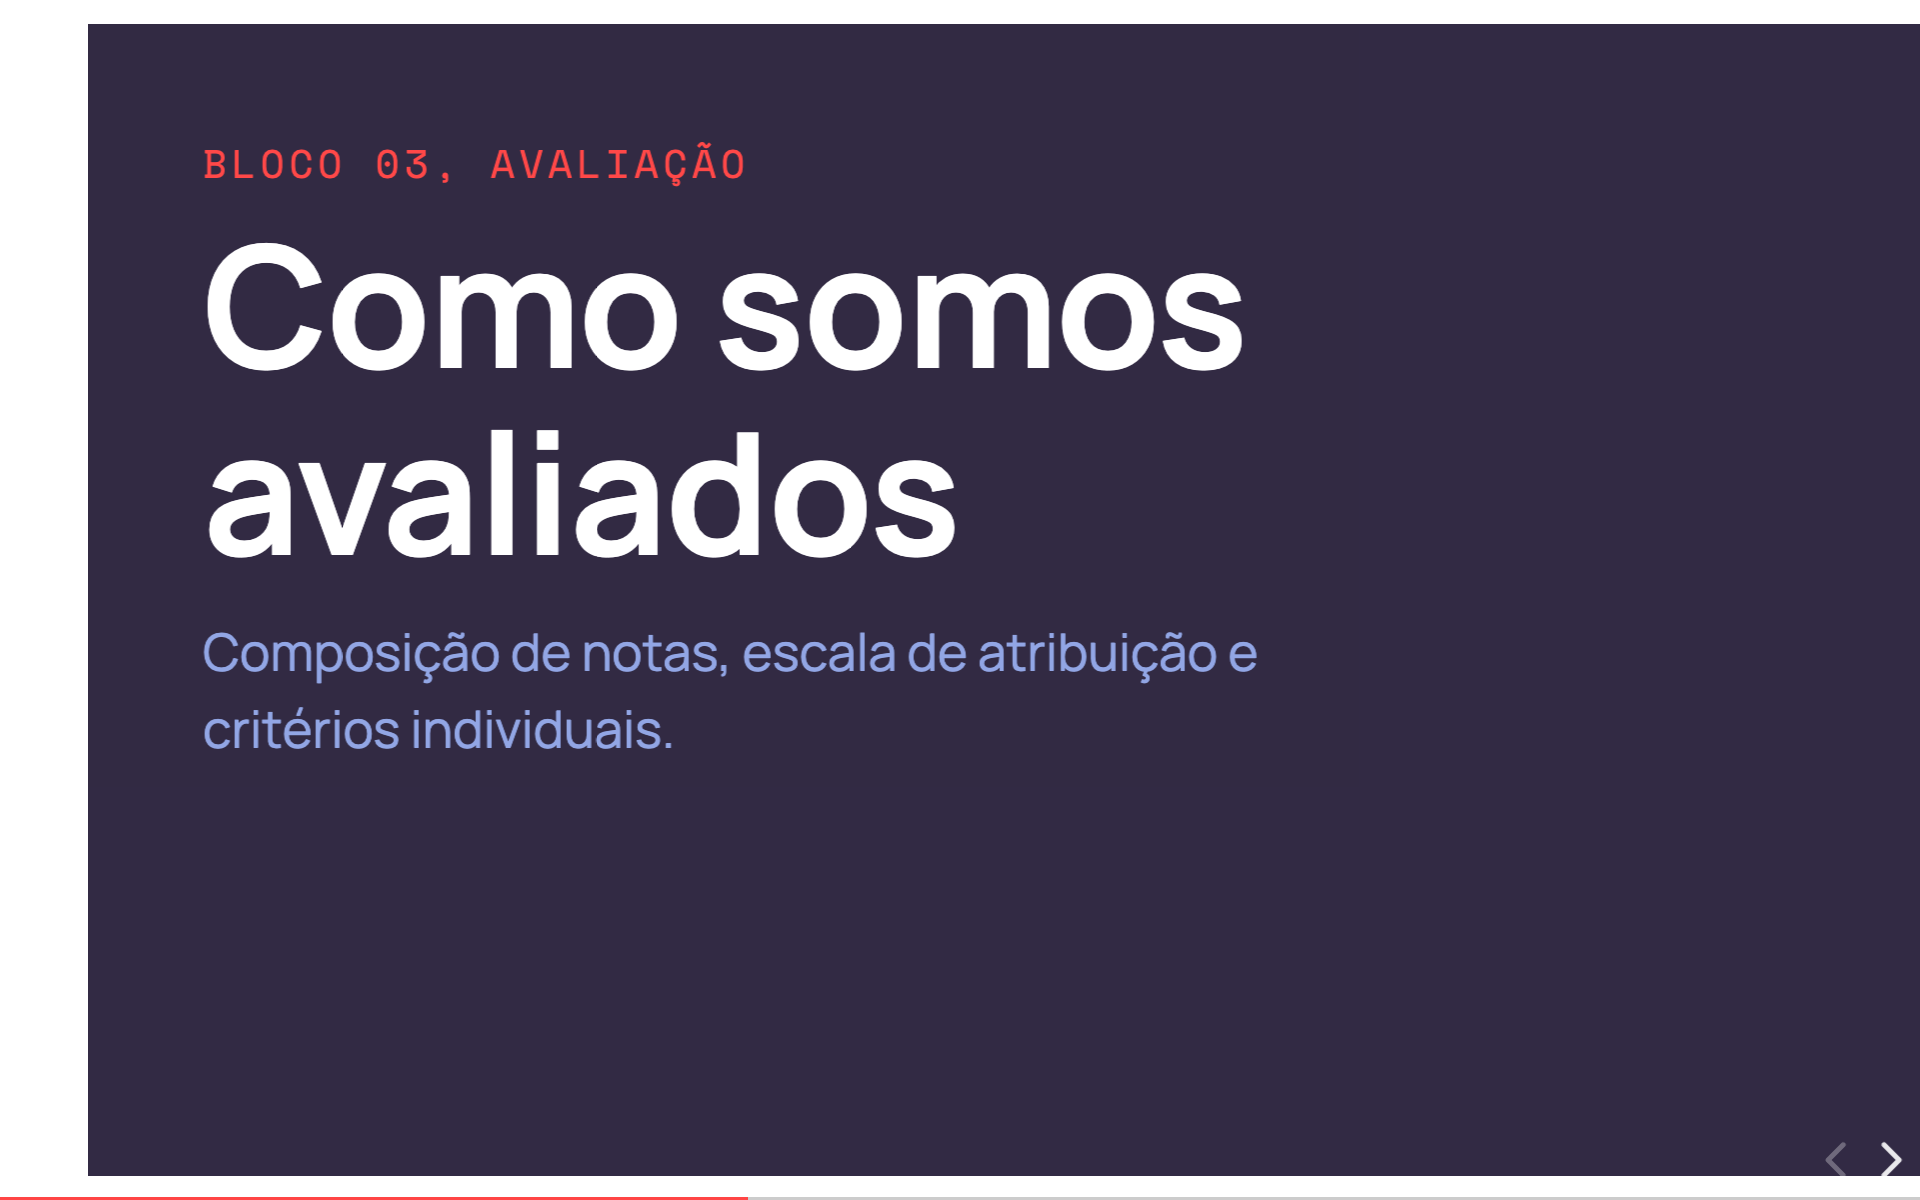 BLOCO 03, AVALIAÇÃO
Como somos
avaliados
Composição de notas, escala de atribuição e
critérios individuais.